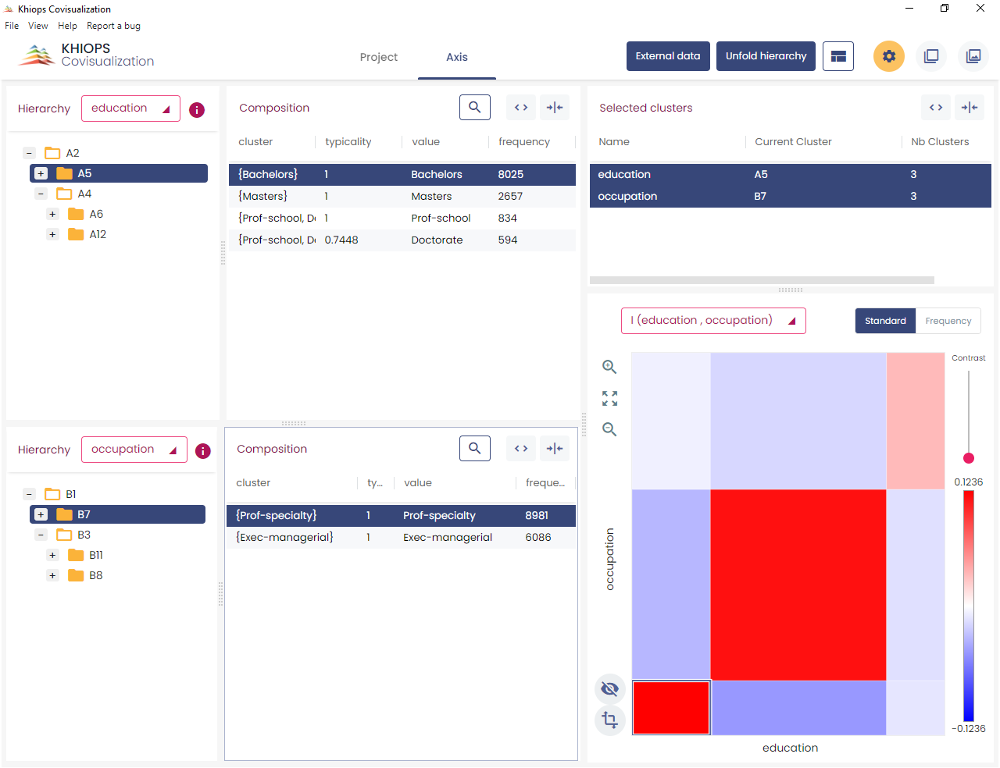 Khiops Covisualization
File View Help Report a bug
KHIOPS
Covisualization
Project
Axis
External data
Unfold hierarchy
Hierarchy
education
i
A2
A5
A4
A6
A12
Composition
cluster typicality value frequency
{Bachelors} 1 Bachelors 8025
{Masters} 1 Masters 2657
{Prof-school, Do 1 Prof-school 834
{Prof-school, Do 0.7448 Doctorate 594
Selected clusters
Name Current Cluster Nb Clusters
education A5 3
occupation B7 3
I (education , occupation)
Standard Frequency
Contrast
0.1236
-0.1236
occupation
education
Hierarchy
occupation
i
B1
B7
B3
B11
B8
Composition
cluster ty... value freque...
{Prof-specialty} 1 Prof-specialty 8981
{Exec-managerial} 1 Exec-managerial 6086